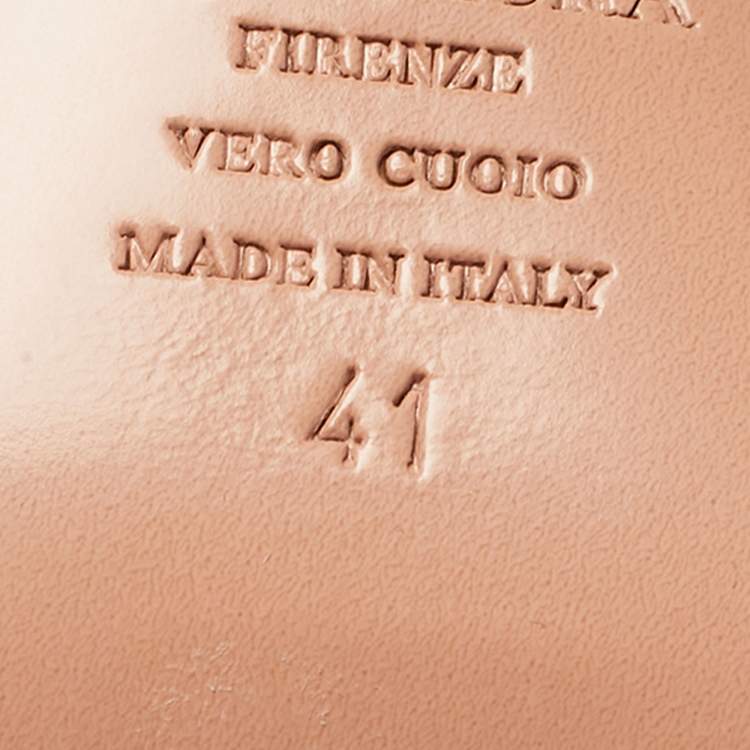 FIRENZE
VERO CUOIO
MADE IN ITALY
41